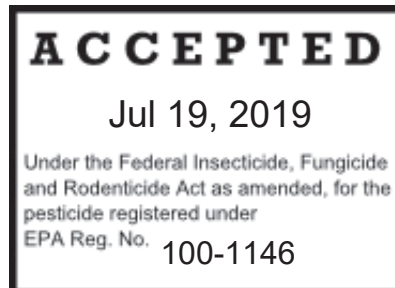 ACCEPTED
Jul 19, 2019
Under the Federal Insecticide, Fungicide
and Rodenticide Act as amended, for the
pesticide registered under
EPA Reg. No. 100-1146